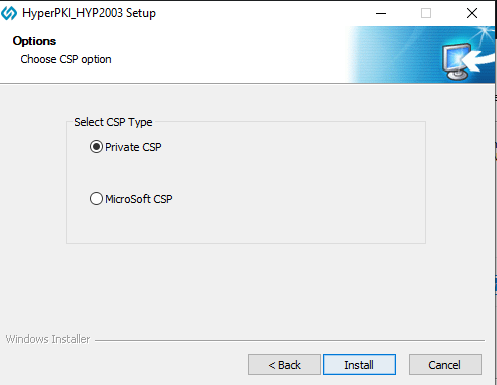 HyperPKI_HYP2003 Setup
Options
Choose CSP option
Select CSP Type
Private CSP
MicroSoft CSP
Windows Installer
< Back
Install
Cancel